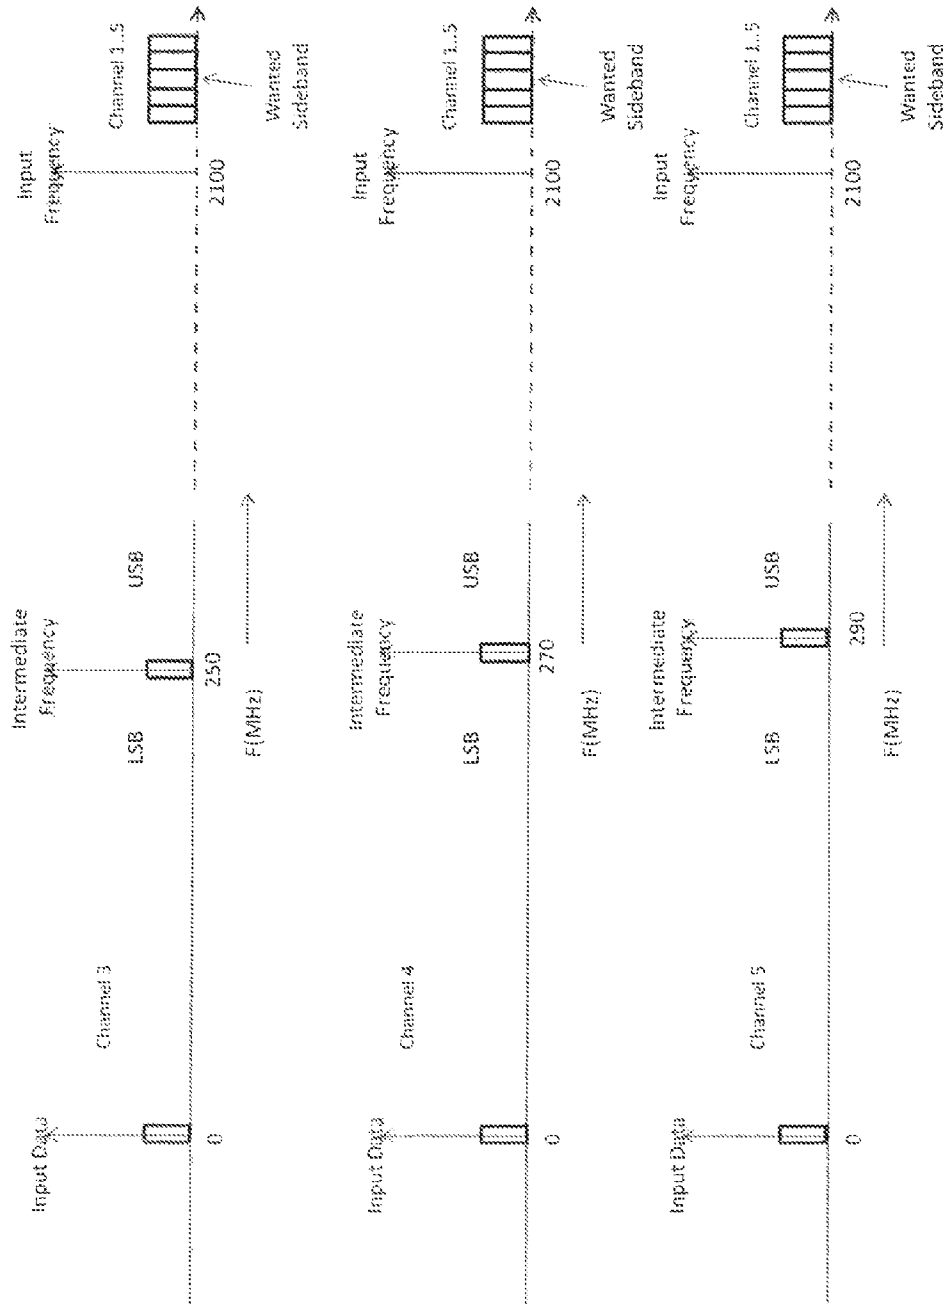 Input Data
0
Channel 3
LSB
Intermediate
Frequency
250
USB
F(MHz)
Input
Frequency
2100
Channel 1..5
Wanted
Sideband
Input Data
0
Channel 4
LSB
Intermediate
Frequency
270
USB
F(MHz)
Input
Frequency
2100
Channel 1..5
Wanted
Sideband
Input Data
0
Channel 5
LSB
Intermediate
Frequency
290
USB
F(MHz)
Input
Frequency
2100
Channel 1..5
Wanted
Sideband